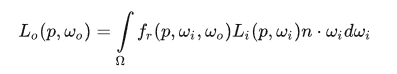 L_o(p, ω_o) = ∫_Ω f_r(p, ω_i, ω_o) L_i(p, ω_i) n · ω_i dω_i